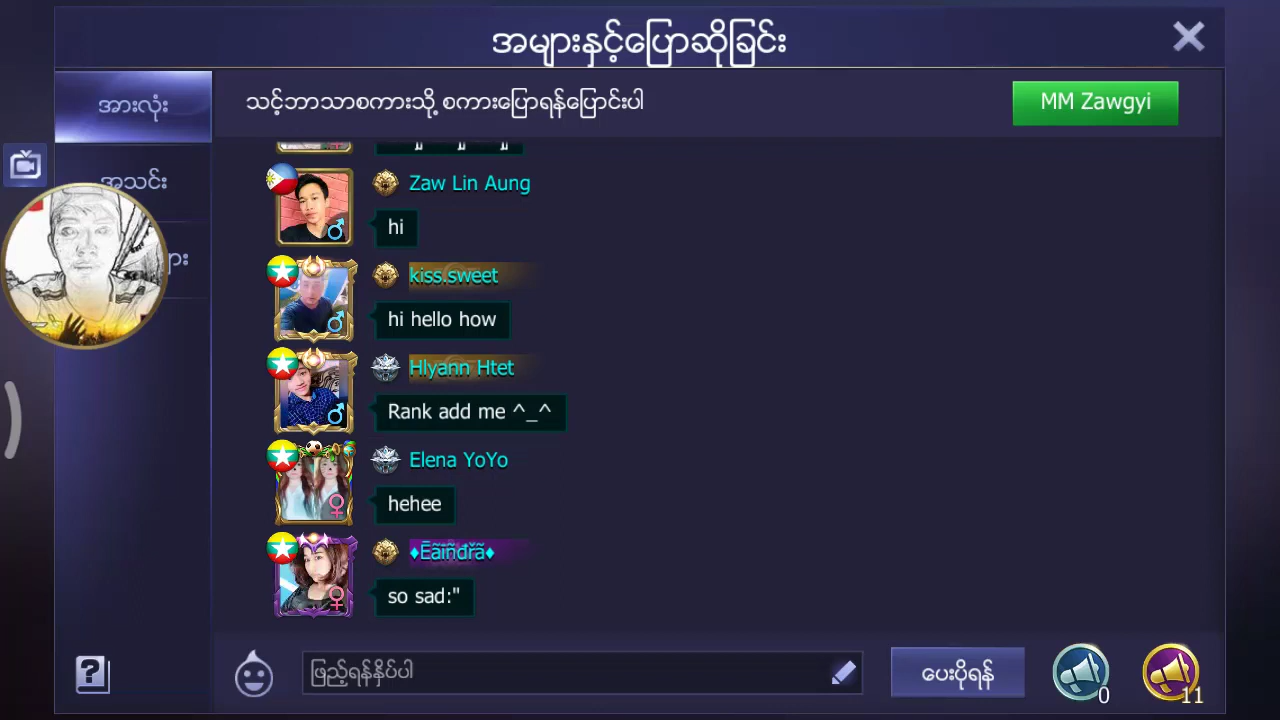 အများနှင့်ပြောဆိုခြင်း
အားလုံး
သင့်ဘာသာစကားသို့ စကားပြောရန်ပြောင်းပါ
MM Zawgyi
အသင်း
Zaw Lin Aung
hi
kiss.sweet
hi hello how
Hlyann Htet
Rank add me ^_^
Elena YoYo
hehee
♦Ēãïñđřã♦
so sad:"
ဖြည့်ရန်နှိပ်ပါ
ပေးပို့ရန်
0
11